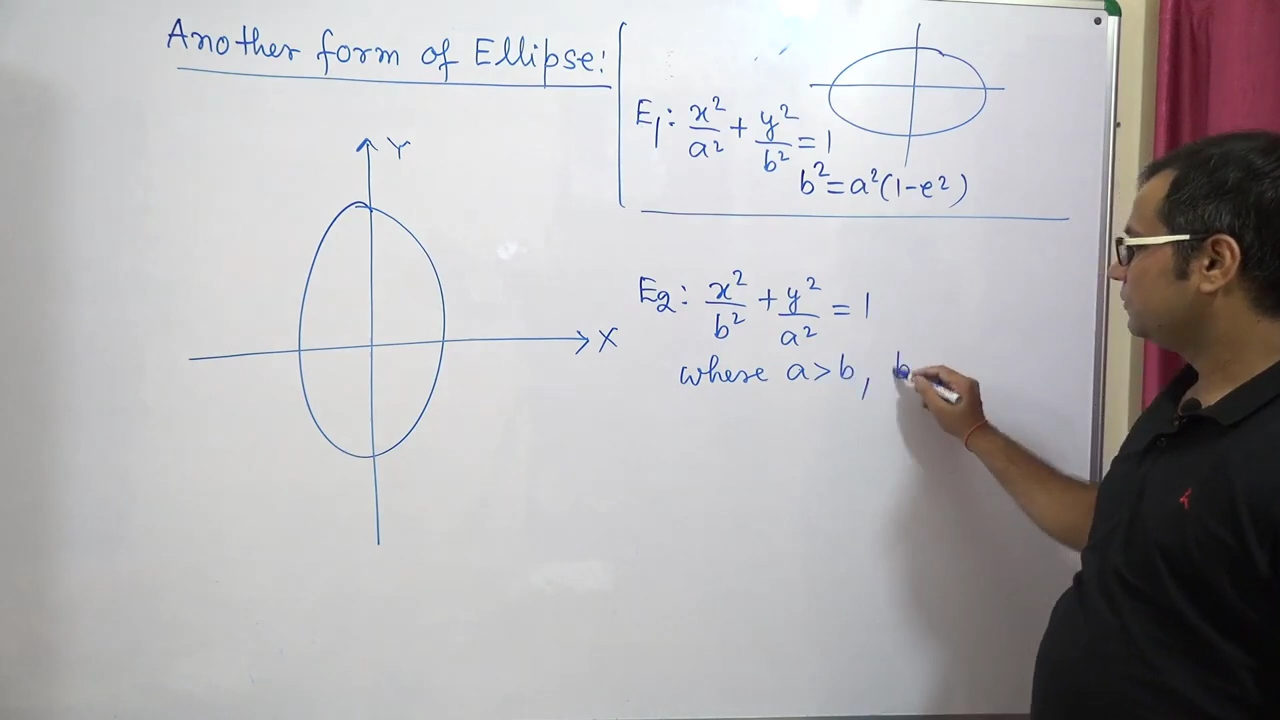 Another form of Ellipse:
E₁: x²/a² + y²/b² = 1
b² = a²(1-e²)
Y
X
E2: x²/b² + y²/a² = 1
where a>b, b